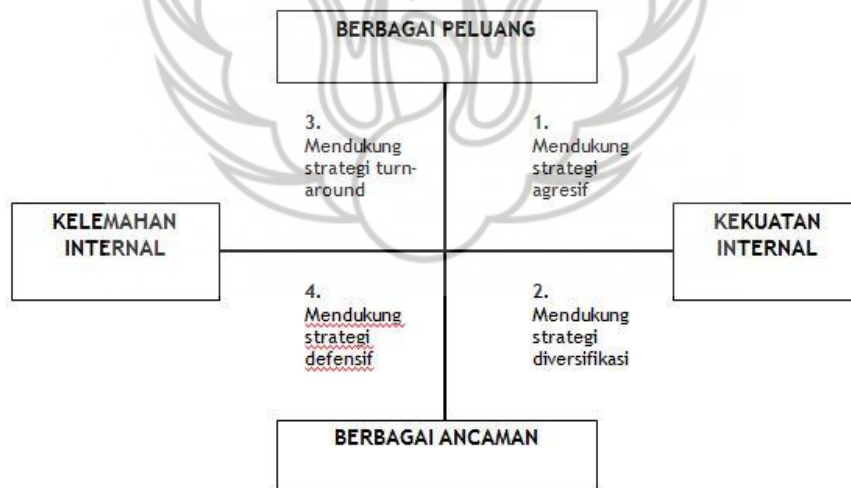 BERBAGAI PELUANG
3.
Mendukung
strategi turn-
around
1.
Mendukung
strategi
agresif
KELEMAHAN
INTERNAL
KEKUATAN
INTERNAL
4.
Mendukung
strategi
defensif
2.
Mendukung
strategi
diversifikasi
BERBAGAI ANCAMAN